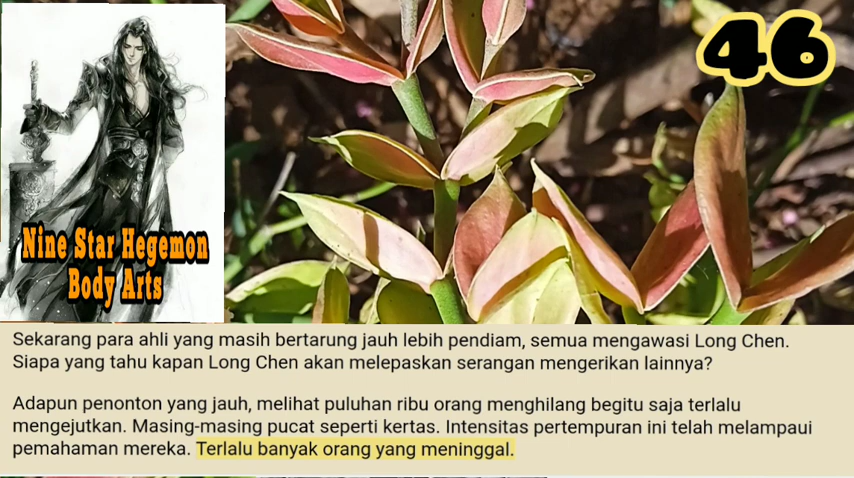 46
Nine Star Hegemon
Body Arts
Sekarang para ahli yang masih bertarung jauh lebih pendiam, semua mengawasi Long Chen.
Siapa yang tahu kapan Long Chen akan melepaskan serangan mengerikan lainnya?
Adapun penonton yang jauh, melihat puluhan ribu orang menghilang begitu saja terlalu
mengejutkan. Masing-masing pucat seperti kertas. Intensitas pertempuran ini telah melampaui
pemahaman mereka. Terlalu banyak orang yang meninggal.